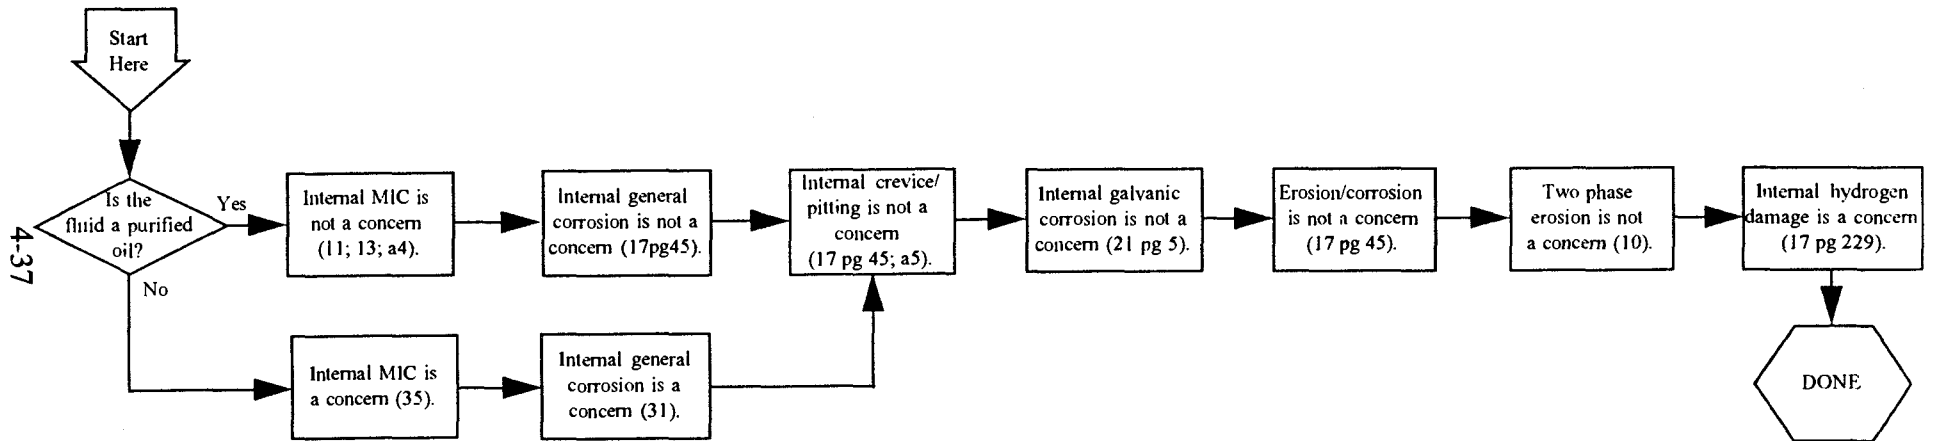 Start
Here
Is the
fluid a purified
oil?
Yes
No
Internal MIC is
not a concern
(11; 13; a4).
Internal general
corrosion is not a
concern (17pg45).
Internal crevice/
pitting is not a
concern
(17 pg 45; a5).
Internal galvanic
corrosion is not a
concern (21 pg 5).
Erosion/corrosion
is not a concern
(17 pg 45).
Two phase
erosion is not
a concern (10).
Internal hydrogen
damage is a concern
(17 pg 229).
Internal MIC is
a concern (35).
Internal general
corrosion is a
concern (31).
DONE
4-37